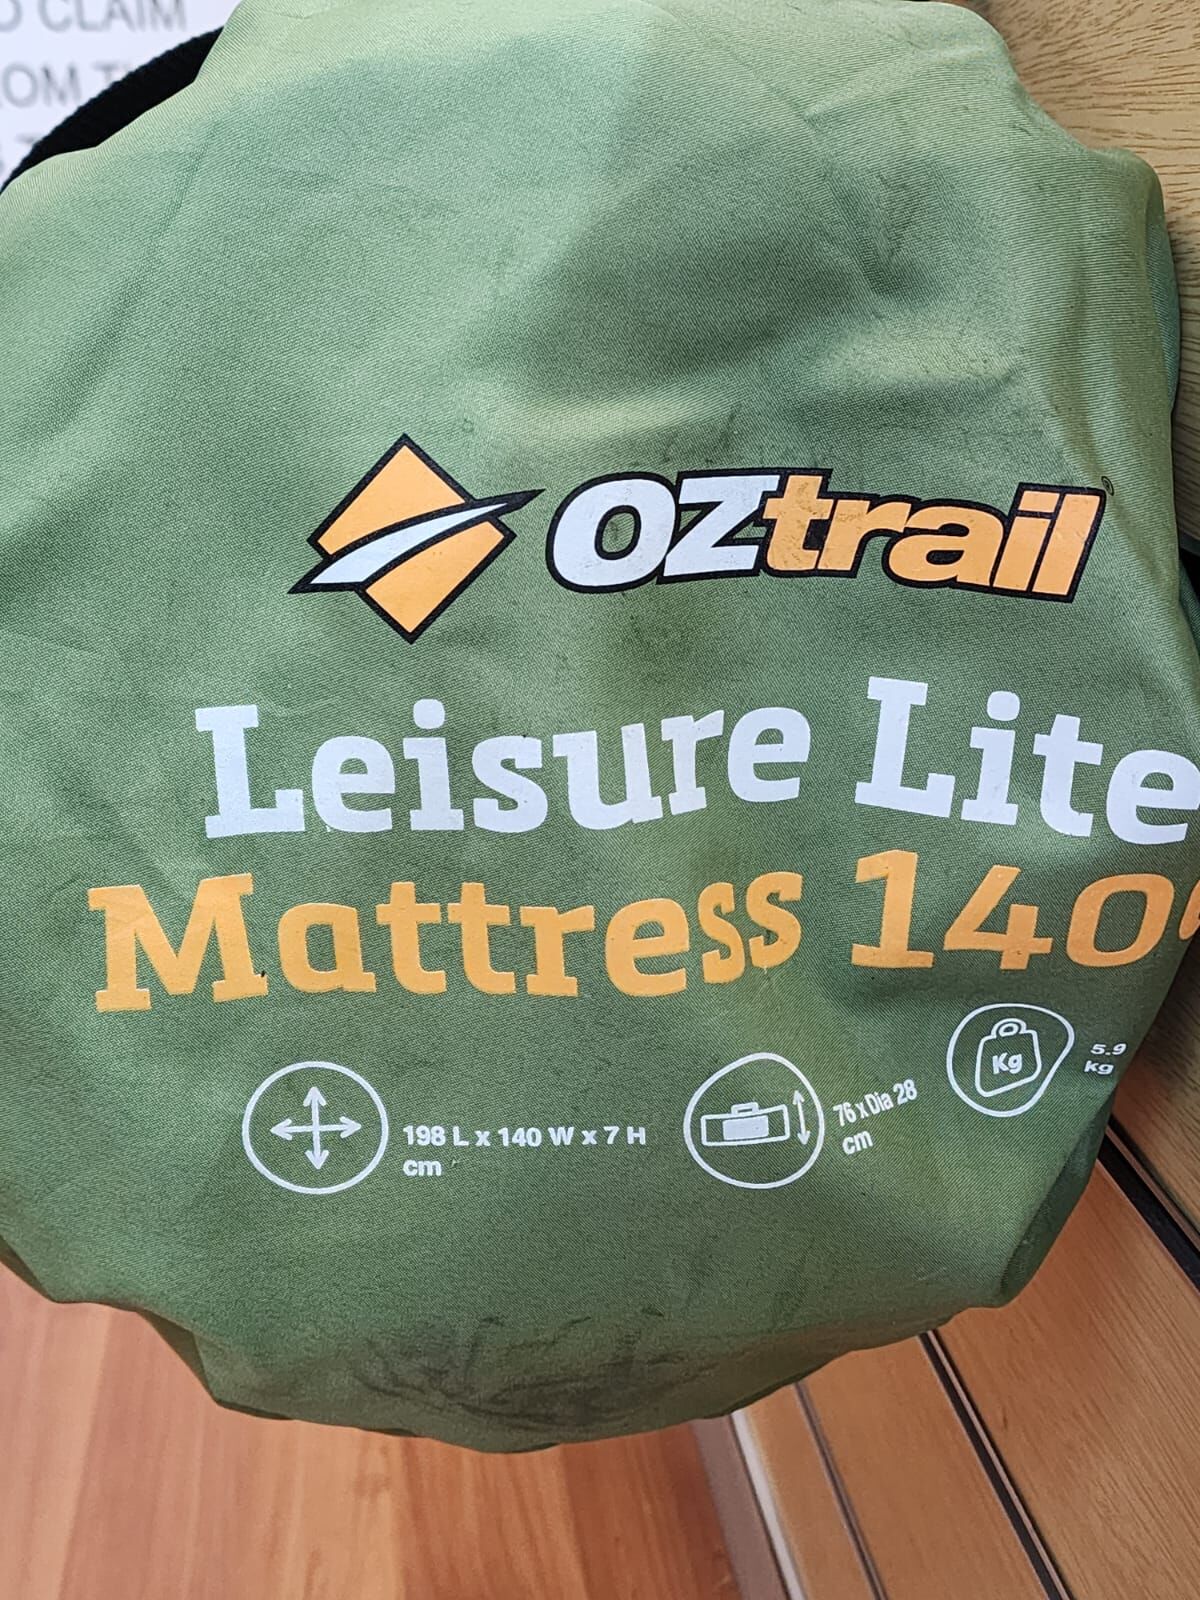 CLAIM
OZtrail
Leisure Lite
Mattress 140
Kg
5.9
kg
198 L x 140 W x 7 H
cm
76 x Dia 28
cm